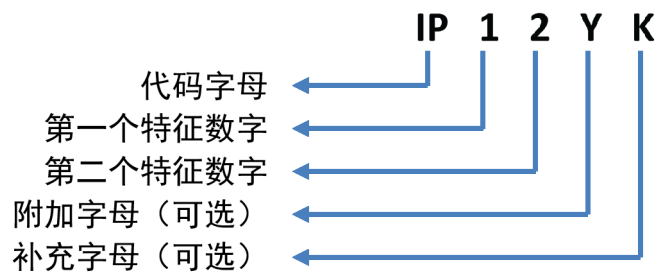 IP 1 2 Y K
代码字母
第一个特征数字
第二个特征数字
附加字母（可选）
补充字母（可选）